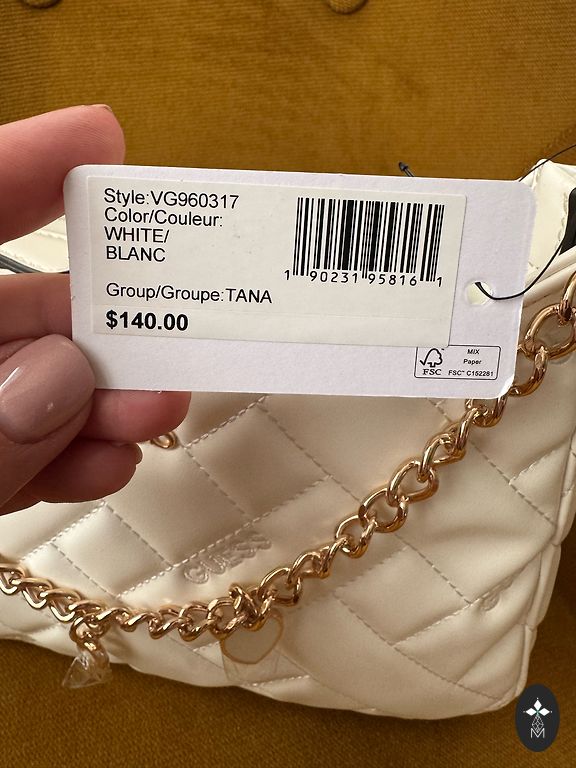 Style:VG960317
Color/Couleur:
WHITE/
BLANC
Group/Groupe:TANA
$140.00
1 90231 95816 1
FSC
MIX
Paper
FSC™ C152281
GUESS
M